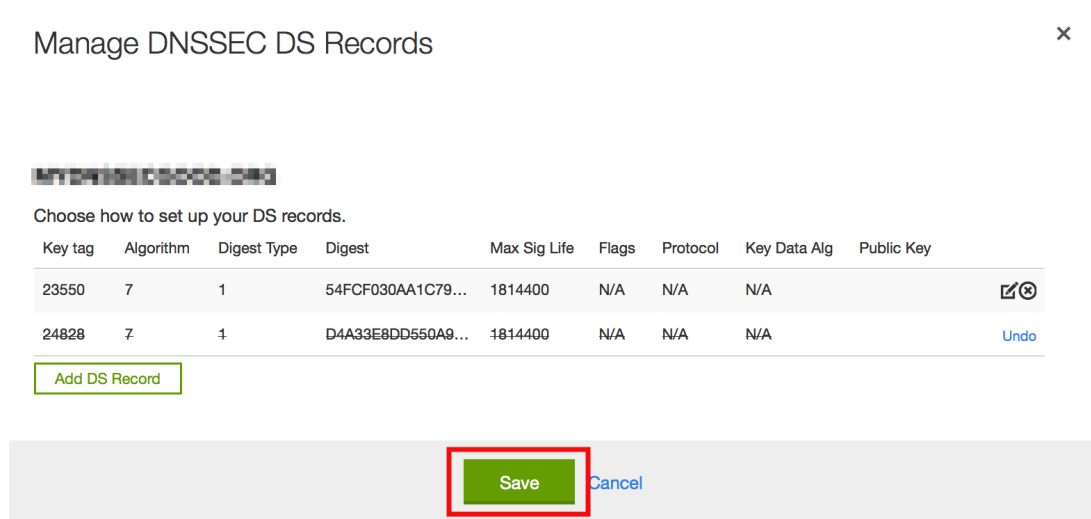 Manage DNSSEC DS Records
Choose how to set up your DS records.
Key tag Algorithm Digest Type Digest Max Sig Life Flags Protocol Key Data Alg Public Key
23550 7 1 54FCF030AA1C79... 1814400 N/A N/A N/A
24828 7 1 D4A33E8DD550A9... 1814400 N/A N/A N/A Undo
Add DS Record
Save Cancel